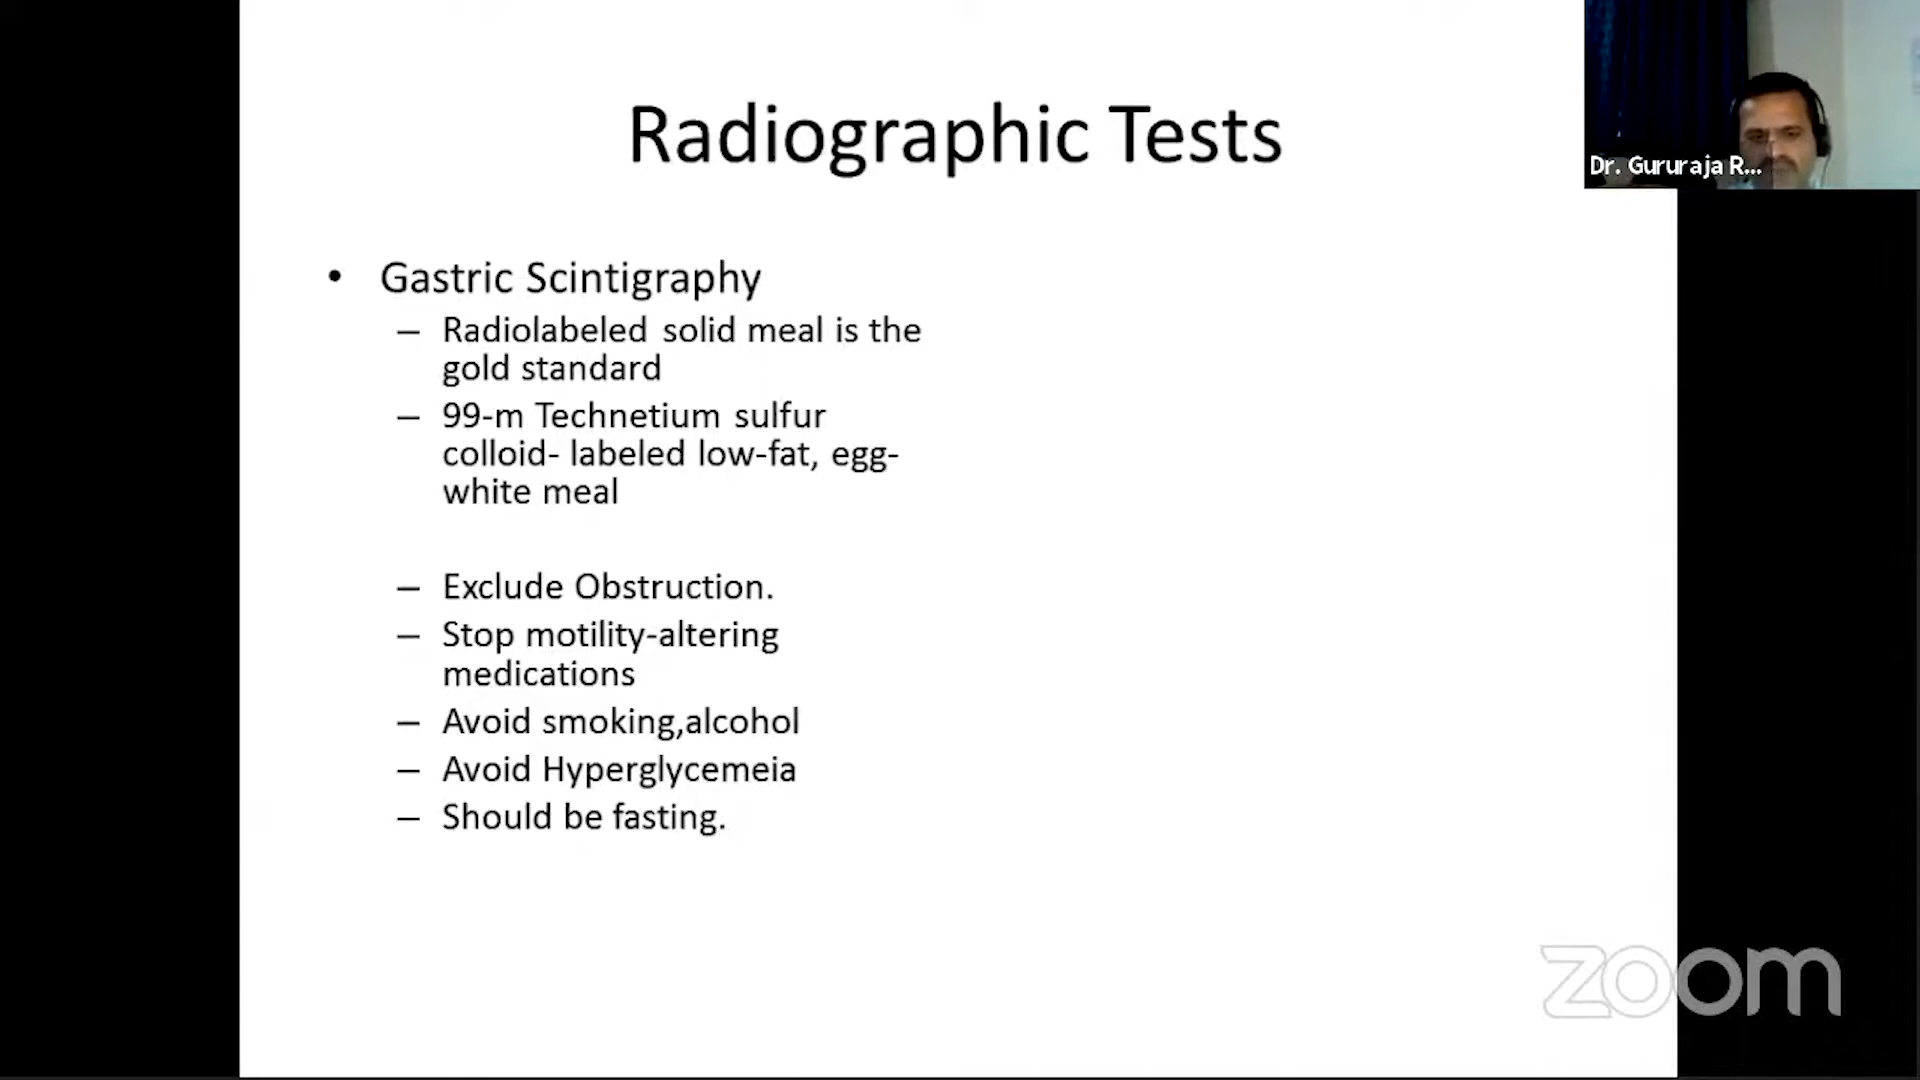 Radiographic Tests
Dr. Gururaja R...
• Gastric Scintigraphy
– Radiolabeled solid meal is the
gold standard
– 99-m Technetium sulfur
colloid- labeled low-fat, egg-
white meal
– Exclude Obstruction.
– Stop motility-altering
medications
– Avoid smoking,alcohol
– Avoid Hyperglycemeia
– Should be fasting.
zoom